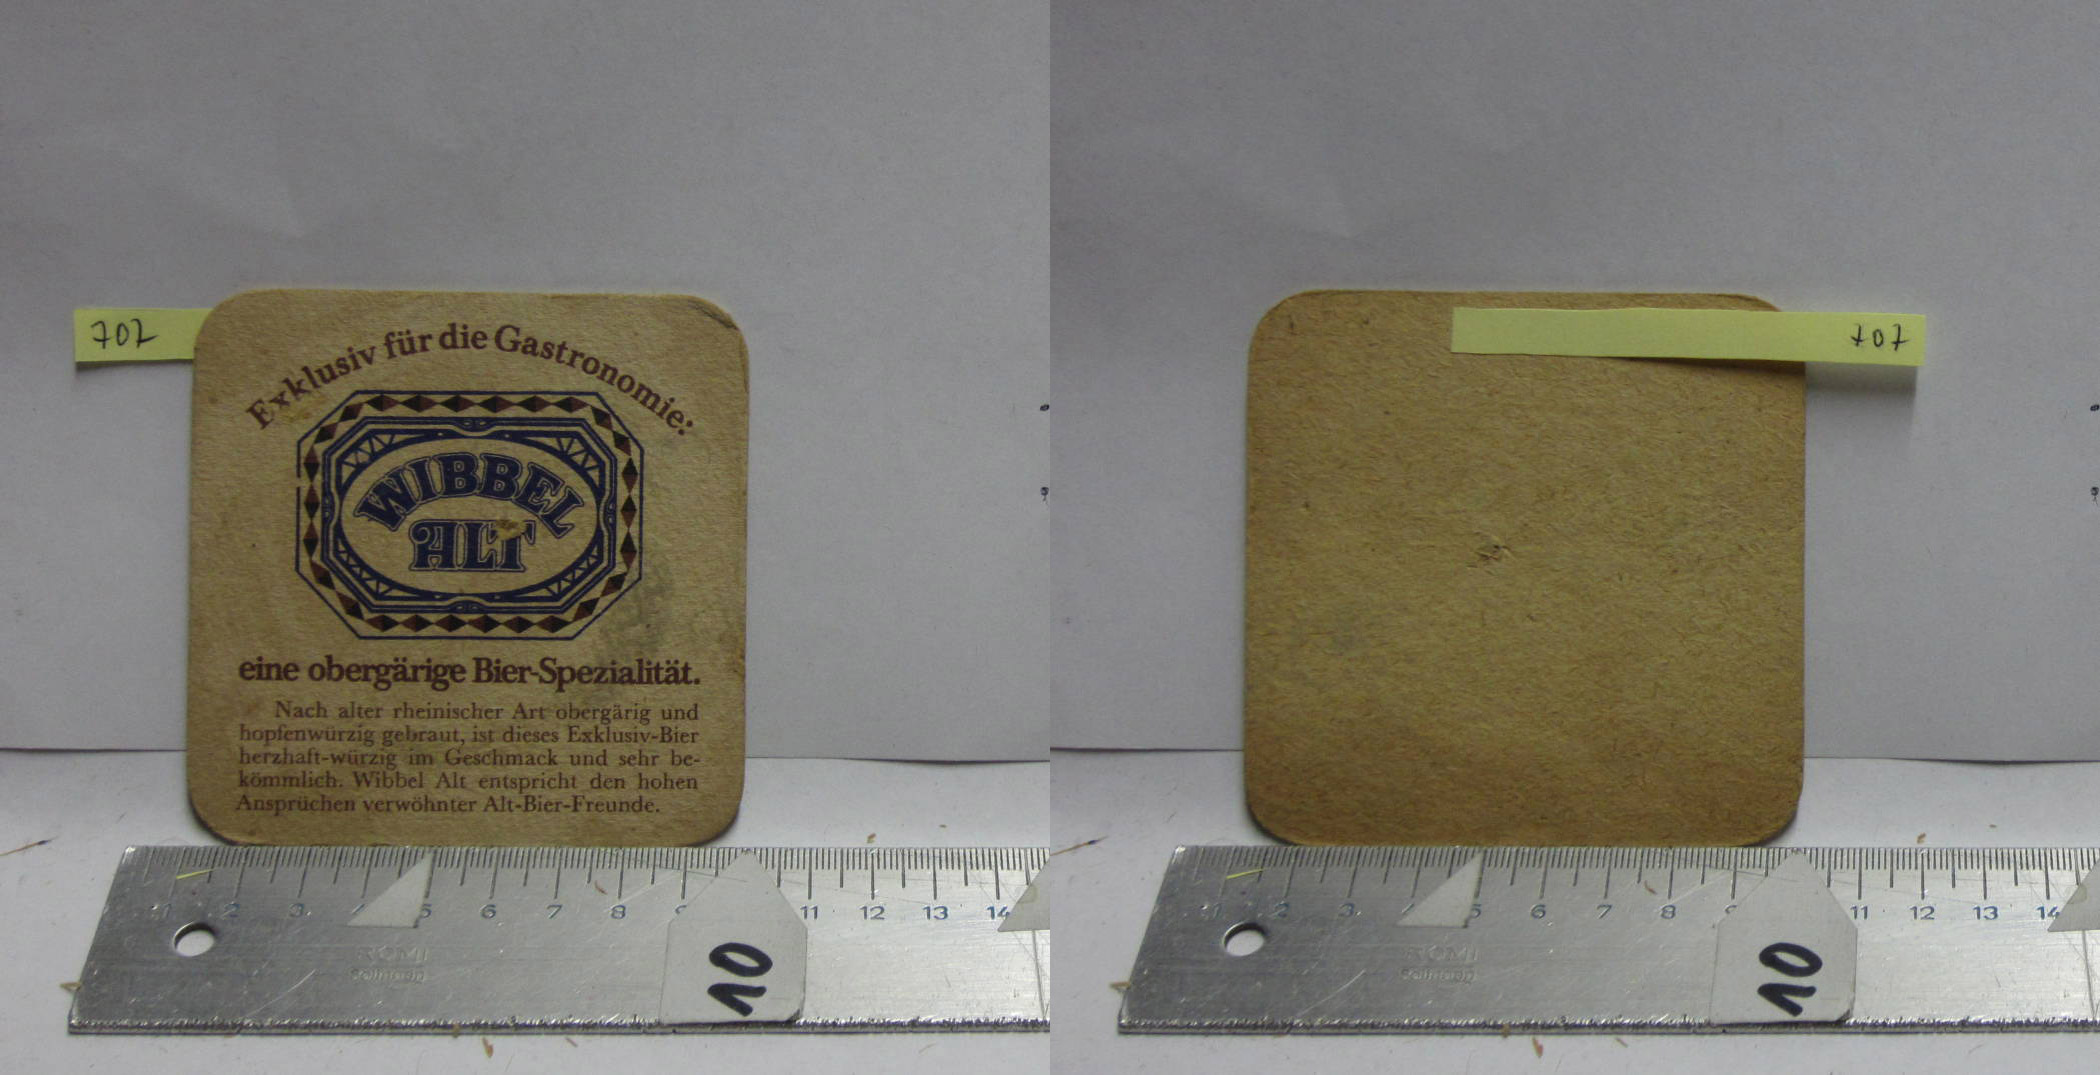 702
Exklusiv für die Gastronomie:
WIBBEL
ALT
eine obergärige Bier-Spezialität.
Nach alter rheinischer Art obergärig und
hopfenwürzig gebraut, ist dieses Exklusiv-Bier
herzhaft-würzig im Geschmack und sehr be-
kömmlich. Wibbel Alt entspricht den hohen
Ansprüchen verwöhnter Alt-Bier-Freunde.
1 2 3 4 5 6 7 8 9 11 12 13 14
10
707
1 2 3 4 5 6 7 8 9 11 12 13 14
10